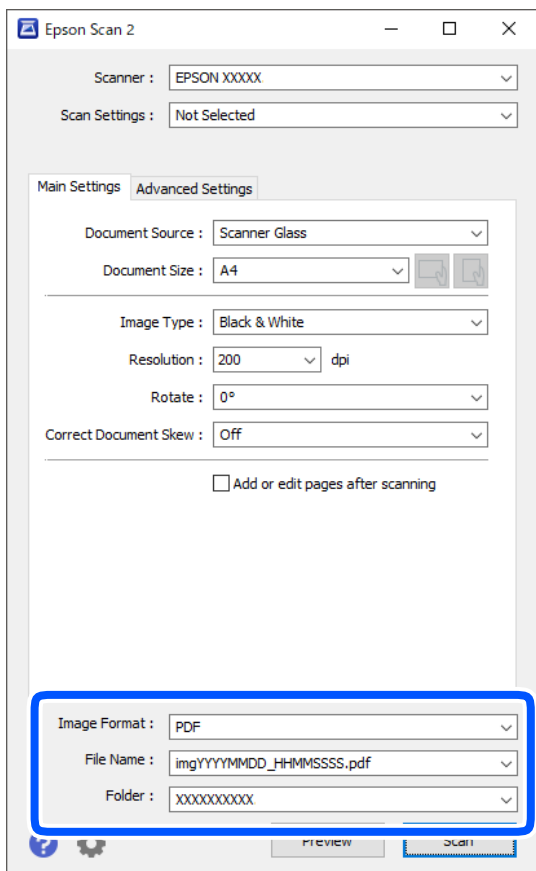 Epson Scan 2
Scanner : EPSON XXXXX
Scan Settings : Not Selected
Main Settings Advanced Settings
Document Source : Scanner Glass
Document Size : A4
Image Type : Black & White
Resolution : 200 dpi
Rotate : 0°
Correct Document Skew : Off
Add or edit pages after scanning
Image Format : PDF
File Name : imgYYYYMMDD_HHMMSSSS.pdf
Folder : XXXXXXXXXX
? Preview Scan